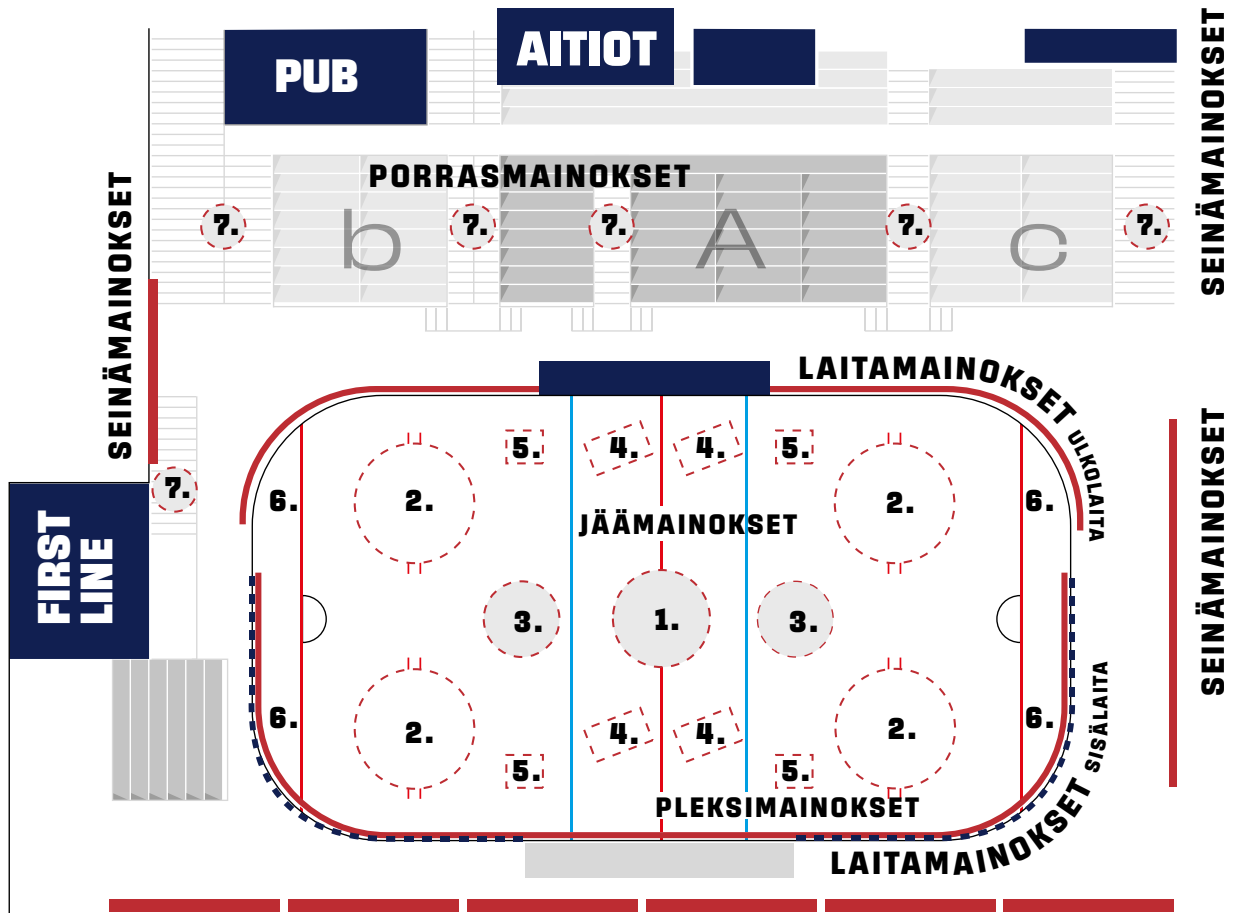 PUB
AITIOT
SEINÄMAINOKSET
PORRASMAINOKSET
SEINÄMAINOKSET
7.
7.
7.
7.
7.
b
A
c
LAITAMAINOKSET ULKOLAITA
5.
4.
4.
5.
7.
6.
2.
2.
6.
JÄÄMAINOKSET
FIRST
LINE
SEINÄMAINOKSET
3.
1.
3.
6.
2.
4.
4.
2.
6.
5.
5.
PLEKSIMAINOKSET
LAITAMAINOKSET SISÄLAITA